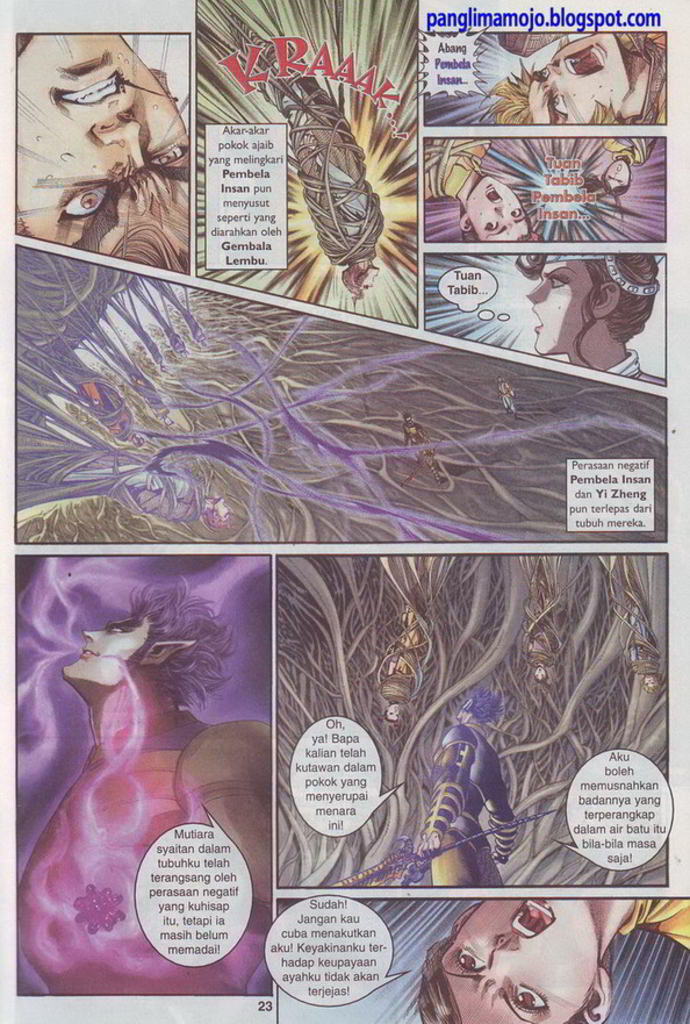 panglimamojo.blogspot.com
KRAAAK...!
Akar-akar
pokok ajaib
yang melingkari
Pembela
Insan pun
menyusut
seperti yang
diarahkan oleh
Gembala
Lembu.
Abang
Pembela
Insan...
Tuan
Tabib
Pembela
Insan...
Tuan
Tabib...
Perasaan negatif
Pembela Insan
dan Yi Zheng
pun terlepas dari
tubuh mereka.
Mutiara
syaitan dalam
tubuhku telah
terangsang oleh
perasaan negatif
yang kuhisap
itu, tetapi ia
masih belum
memadai!
Oh,
ya! Bapa
kalian telah
kutawan dalam
pokok yang
menyerupai
menara
ini!
Aku
boleh
memusnahkan
badannya yang
terperangkap
dalam air batu itu
bila-bila masa
saja!
Sudah!
Jangan kau
cuba menakutkan
aku! Keyakinanku ter-
hadap keupayaan
ayahku tidak akan
terjejas!
23